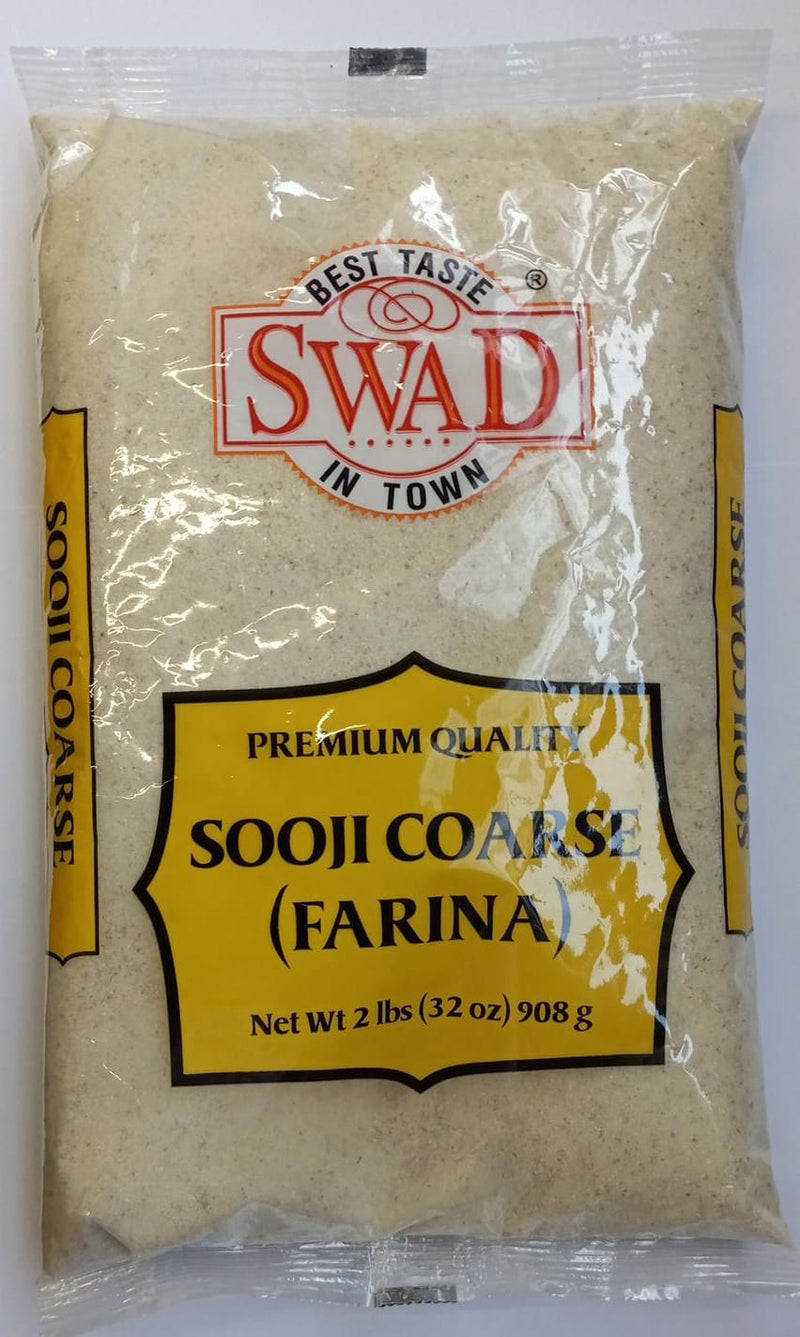 BEST TASTE
®
SWAD
IN TOWN
SOOJI COARSE
SOOJI COARSE
PREMIUM QUALITY
SOOJI COARSE
(FARINA)
Net Wt 2 lbs (32 oz) 908 g